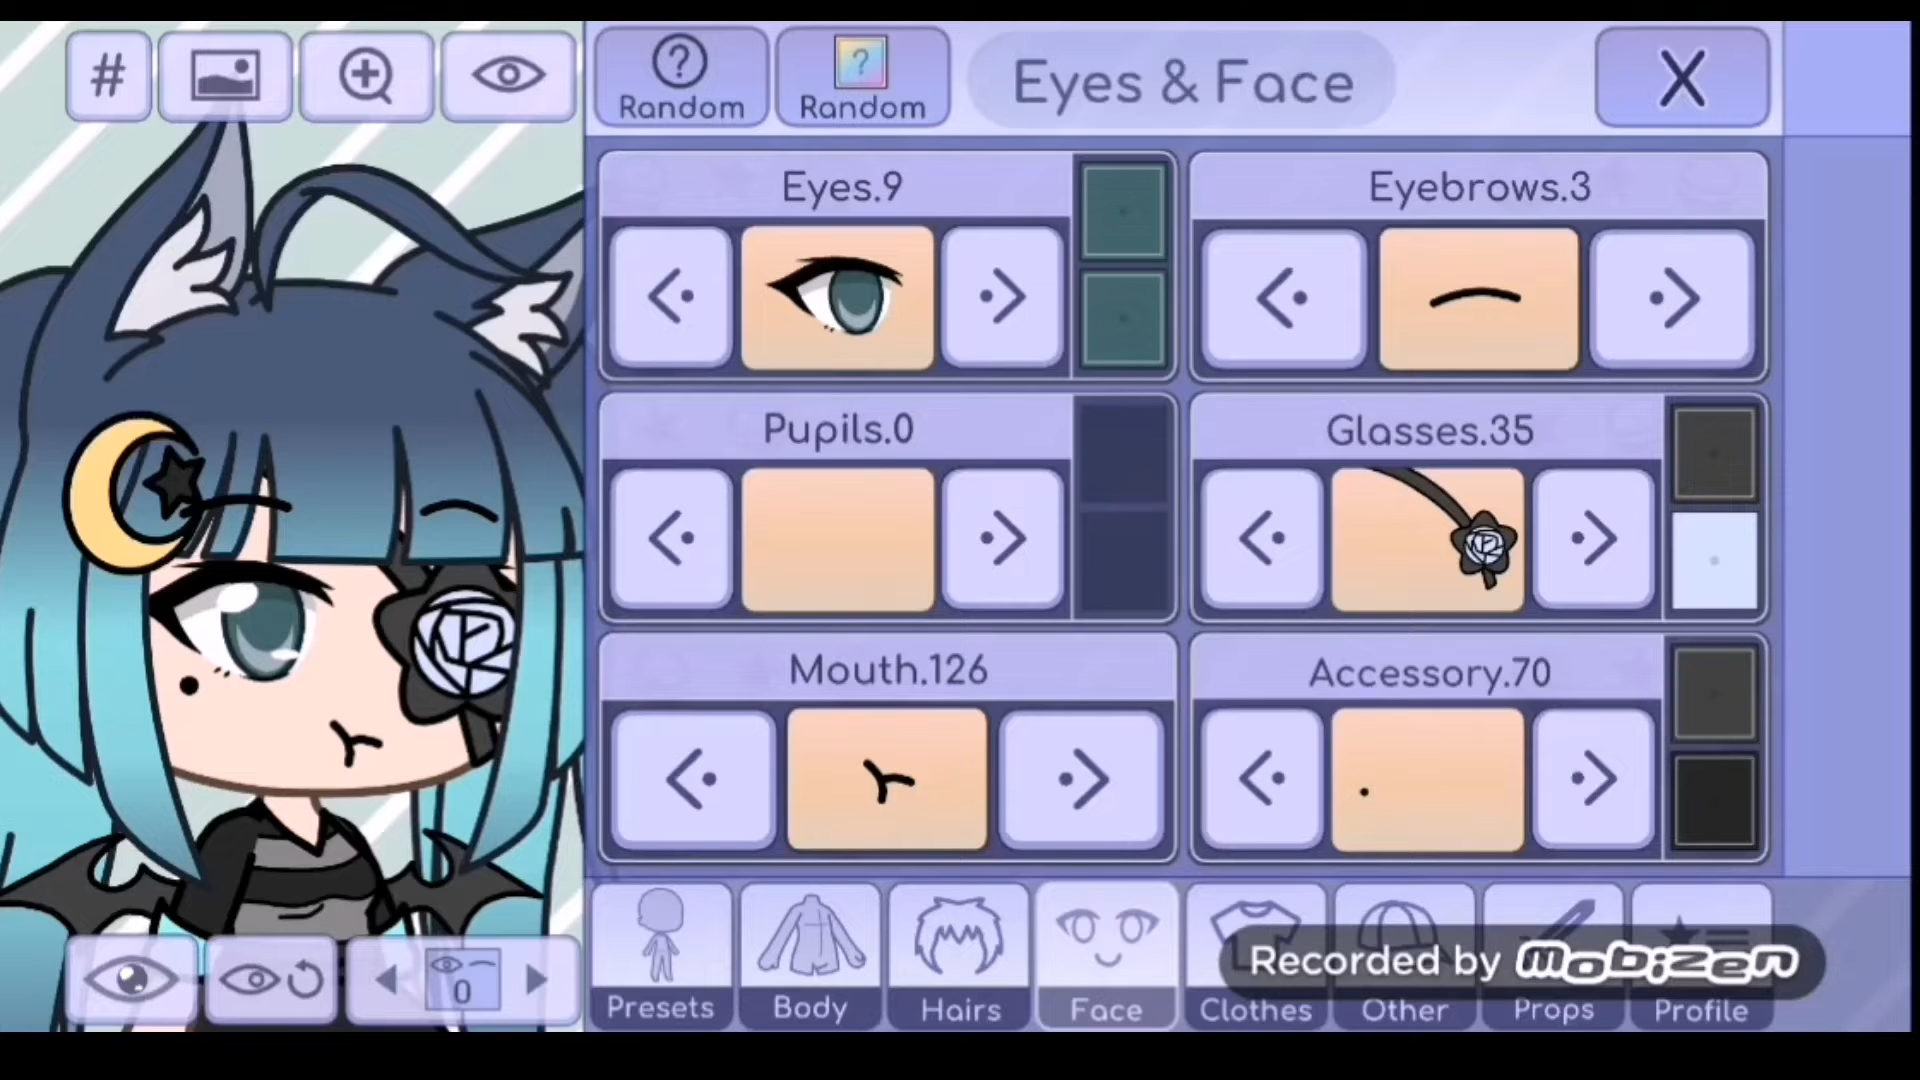 #
?
Random
?
Random
Eyes & Face
X
Eyes.9
Eyebrows.3
Pupils.0
Glasses.35
Mouth.126
Accessory.70
0
Recorded by Mobizen
Presets
Body
Hairs
Face
Clothes
Other
Props
Profile